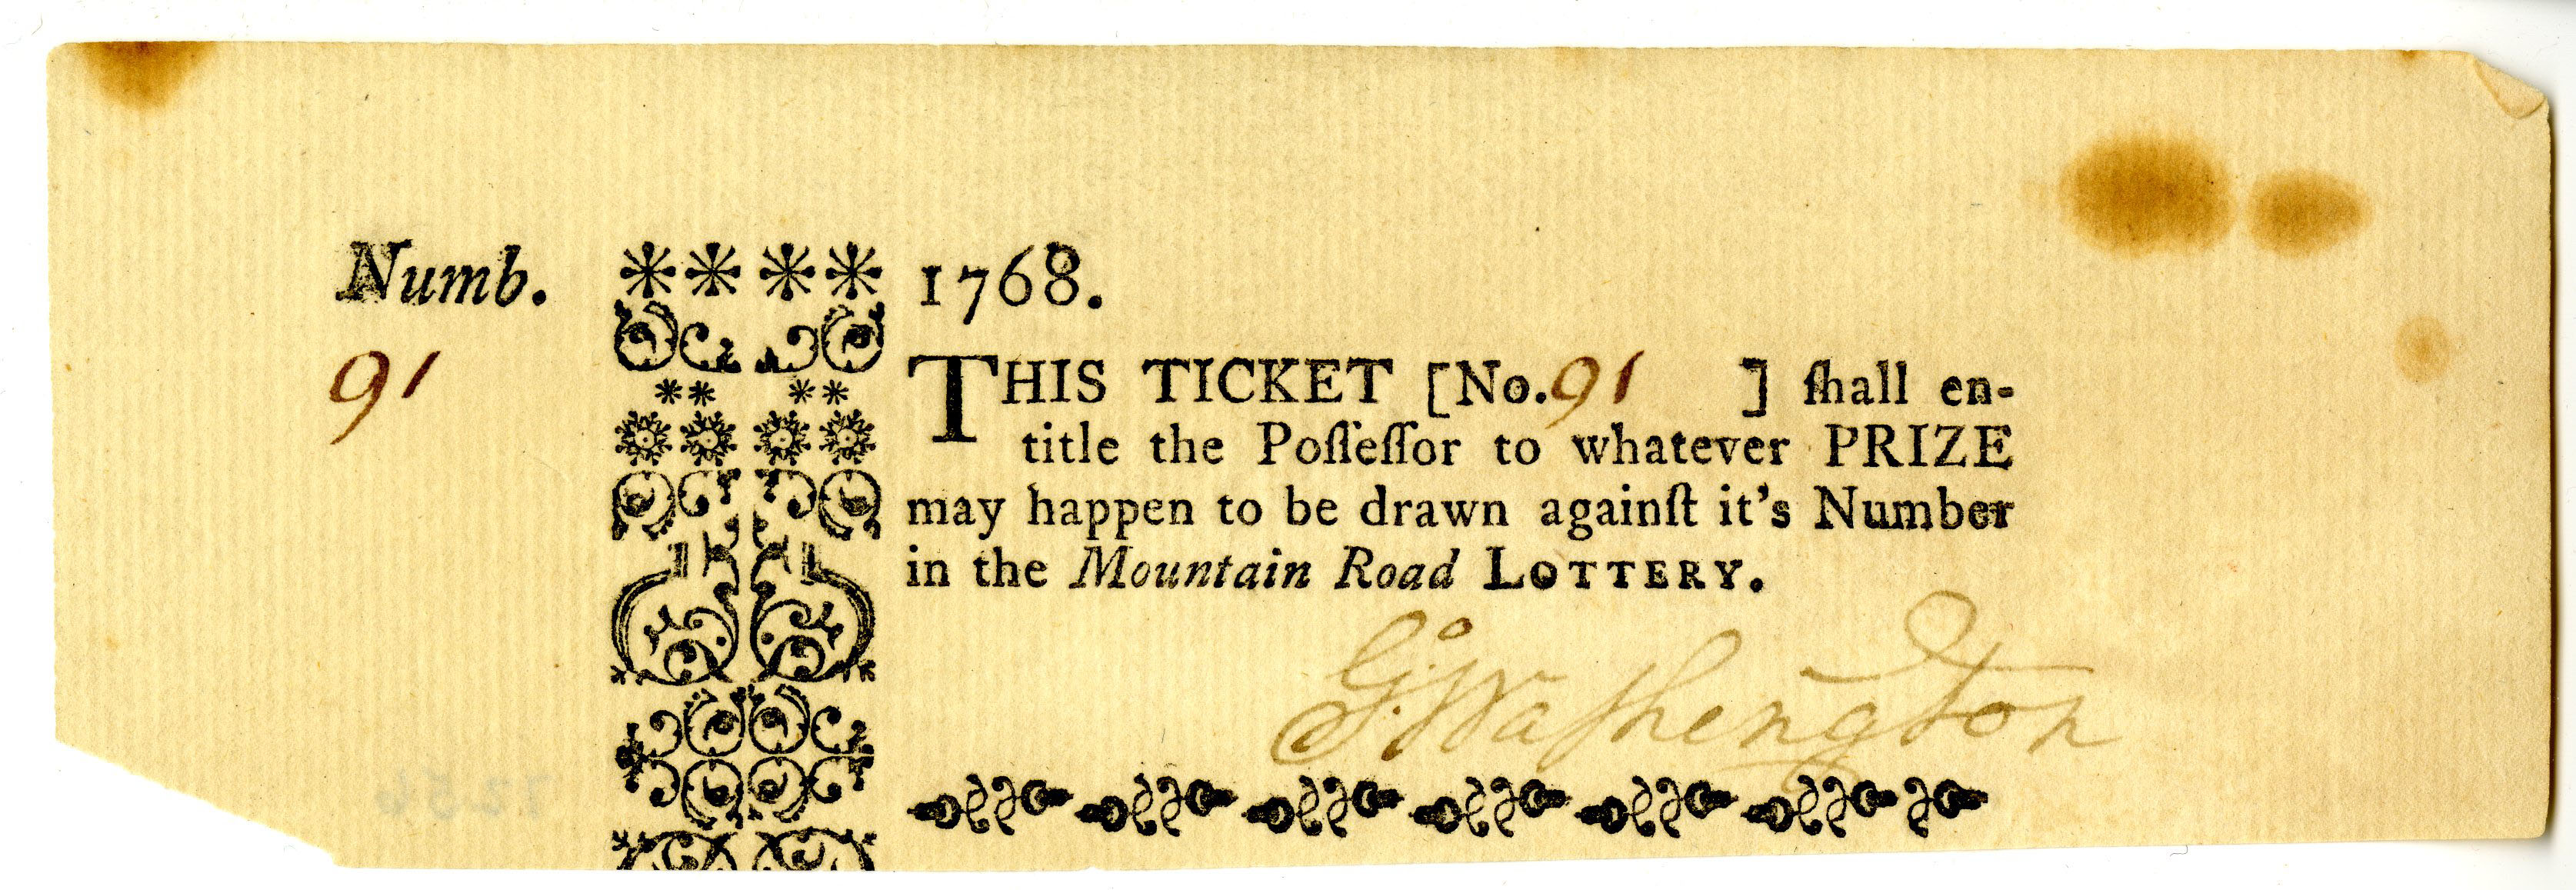 Numb. 1768.
91
THIS TICKET [No. 91 ] ſhall en-
title the Poſſeſſor to whatever PRIZE
may happen to be drawn againſt it's Number
in the Mountain Road LOTTERY.
Gº: Waſhington